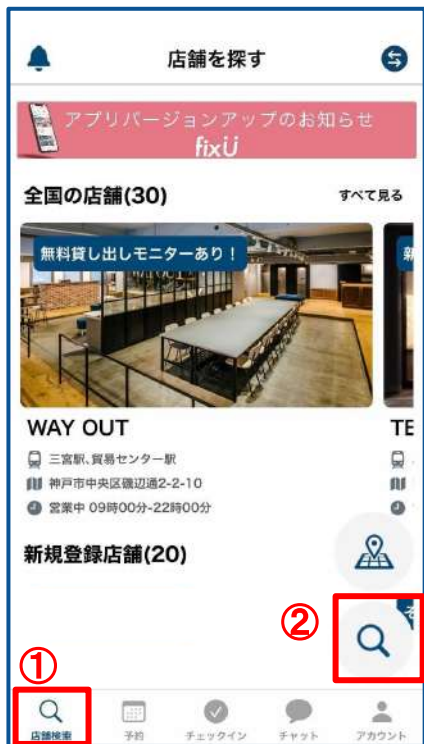 店舗を探す
アプリバージョンアップのお知らせ
fixU
全国の店舗(30)
すべて見る
無料貸し出しモニターあり！
新
WAY OUT
TE
三宮駅、貿易センター駅
神戸市中央区磯辺通2-2-10
営業中 09時00分-22時00分
新規登録店舗(20)
②
①
店舗検索
予約
チェックイン
チャット
アカウント